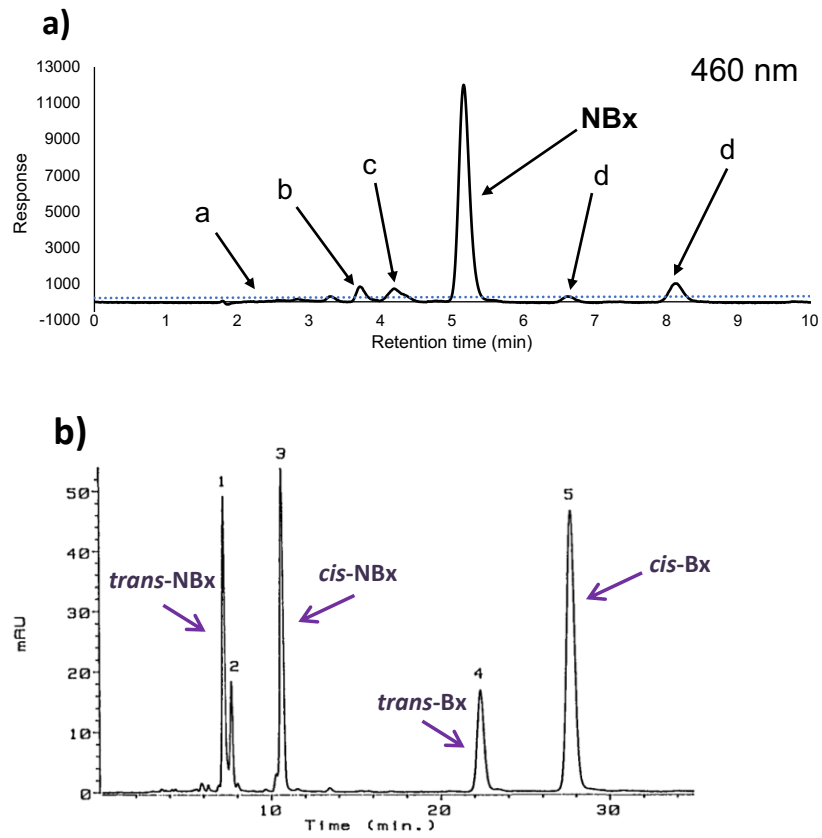 a)
460 nm
13000
11000
9000
7000
5000
3000
1000
-1000
Response
NBx
a
b
c
d
d
0 1 2 3 4 5 6 7 8 9 10
Retention time (min)
b)
50
40
30
20
10
0
mAU
1
2
3
4
5
trans-NBx
cis-NBx
trans-Bx
cis-Bx
10 20 30
Time (min.)